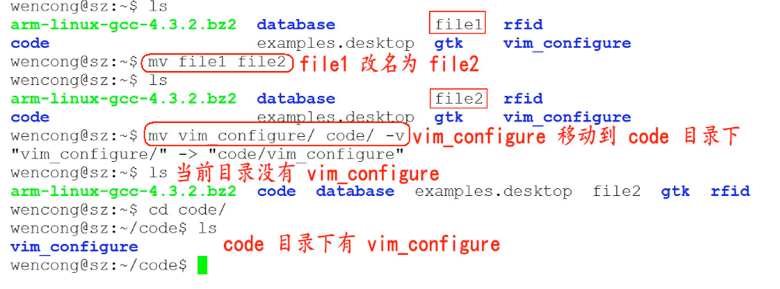 wencong@sz:~$ ls
arm-linux-gcc-4.3.2.bz2 database file1 rfid
code examples.desktop gtk vim_configure
wencong@sz:~$ mv file1 file2 file1 改名为 file2
wencong@sz:~$ ls
arm-linux-gcc-4.3.2.bz2 database file2 rfid
code examples.desktop gtk vim_configure
wencong@sz:~$ mv vim_configure/ code/ -v vim_configure 移动到 code 目录下
"vim_configure/" -> "code/vim_configure"
wencong@sz:~$ ls 当前目录没有 vim_configure
arm-linux-gcc-4.3.2.bz2 code database examples.desktop file2 gtk rfid
wencong@sz:~$ cd code/
wencong@sz:~/code$ ls
vim_configure code 目录下有 vim_configure
wencong@sz:~/code$